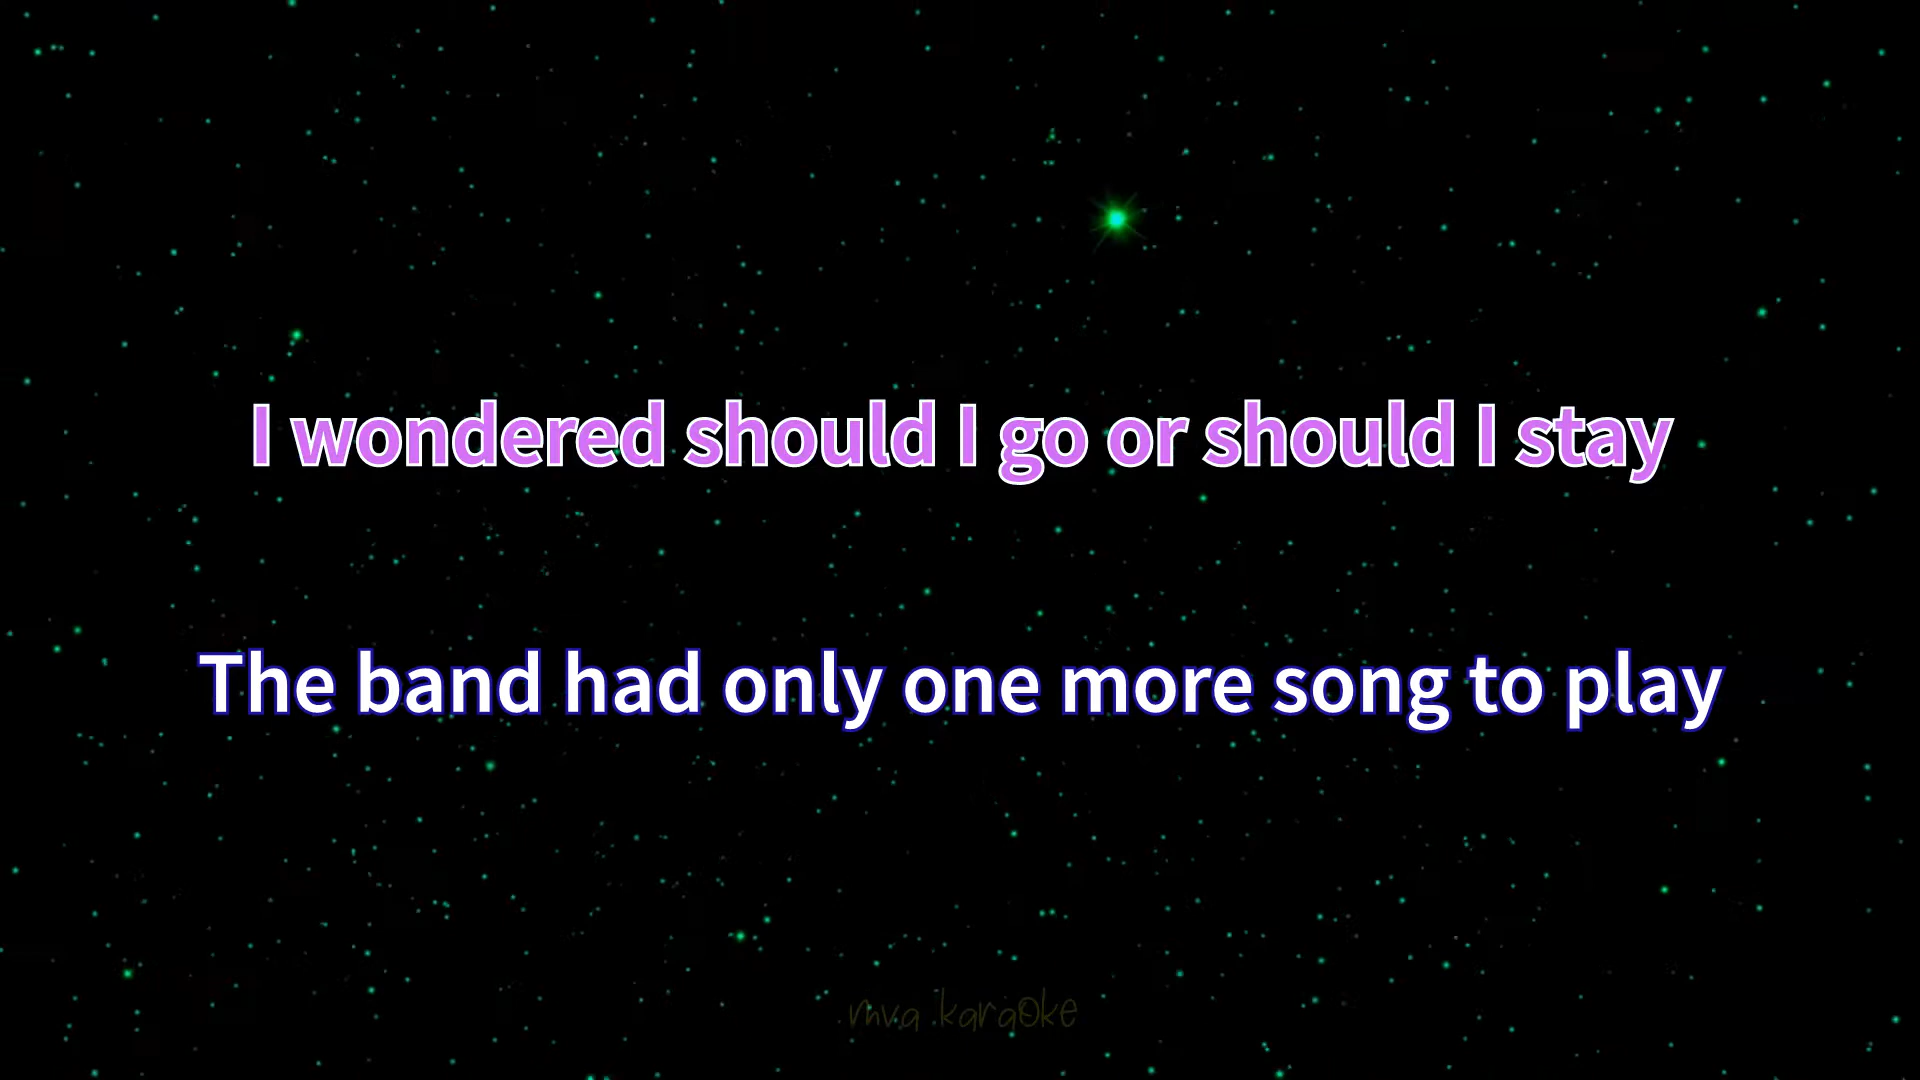 I wondered should I go or should I stay
The band had only one more song to play
mva karaoke